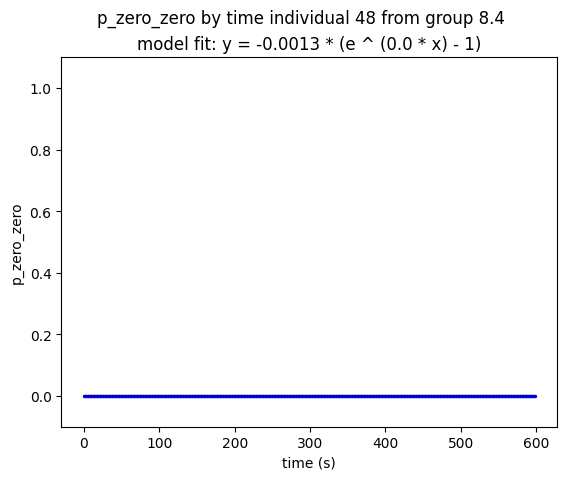 p_zero_zero by time individual 48 from group 8.4
model fit: y = -0.0013 * (e ^ (0.0 * x) - 1)
1.0
0.8
0.6
0.4
0.2
0.0
p_zero_zero
0 100 200 300 400 500 600
time (s)